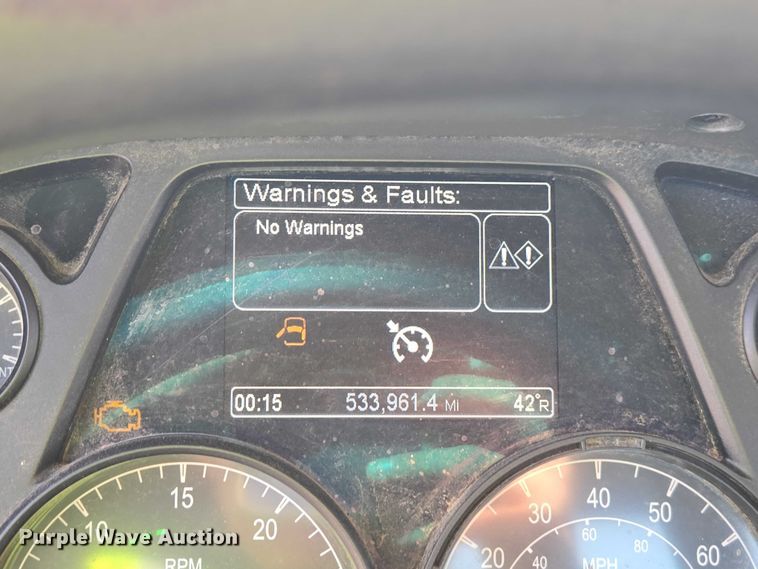 Warnings & Faults:
No Warnings
00:15 533,961.4 MI 42°R
NT
10 15 20
RPM
20 30 40 50 60
40 60 80
MPH
Purple Wave Auction